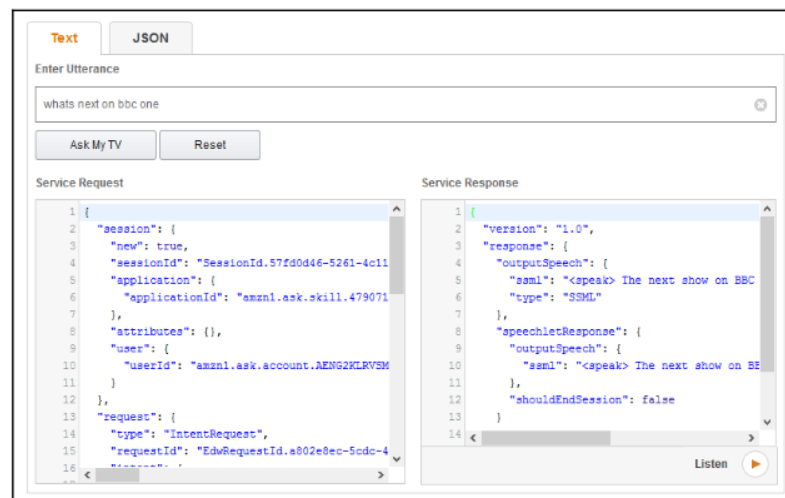 Text JSON
Enter Utterance
whats next on bbc one
Ask My TV Reset
Service Request
1 {
2 "session": {
3 "new": true,
4 "sessionId": "SessionId.57fd0d46-5261-4c11
5 "application": {
6 "applicationId": "amzn1.ask.skill.479071
7 },
8 "attributes": {},
9 "user": {
10 "userId": "amzn1.ask.account.AENG2KLRVSM
11 }
12 },
13 "request": {
14 "type": "IntentRequest",
15 "requestId": "EdwRequestId.a802e8ec-5cdc-4
16 "intent": {
Service Response
1 {
2 "version": "1.0",
3 "response": {
4 "outputSpeech": {
5 "ssml": "<speak> The next show on BBC
6 "type": "SSML"
7 },
8 "speechletResponse": {
9 "outputSpeech": {
10 "ssml": "<speak> The next show on BB
11 },
12 "shouldEndSession": false
13 }
14
Listen